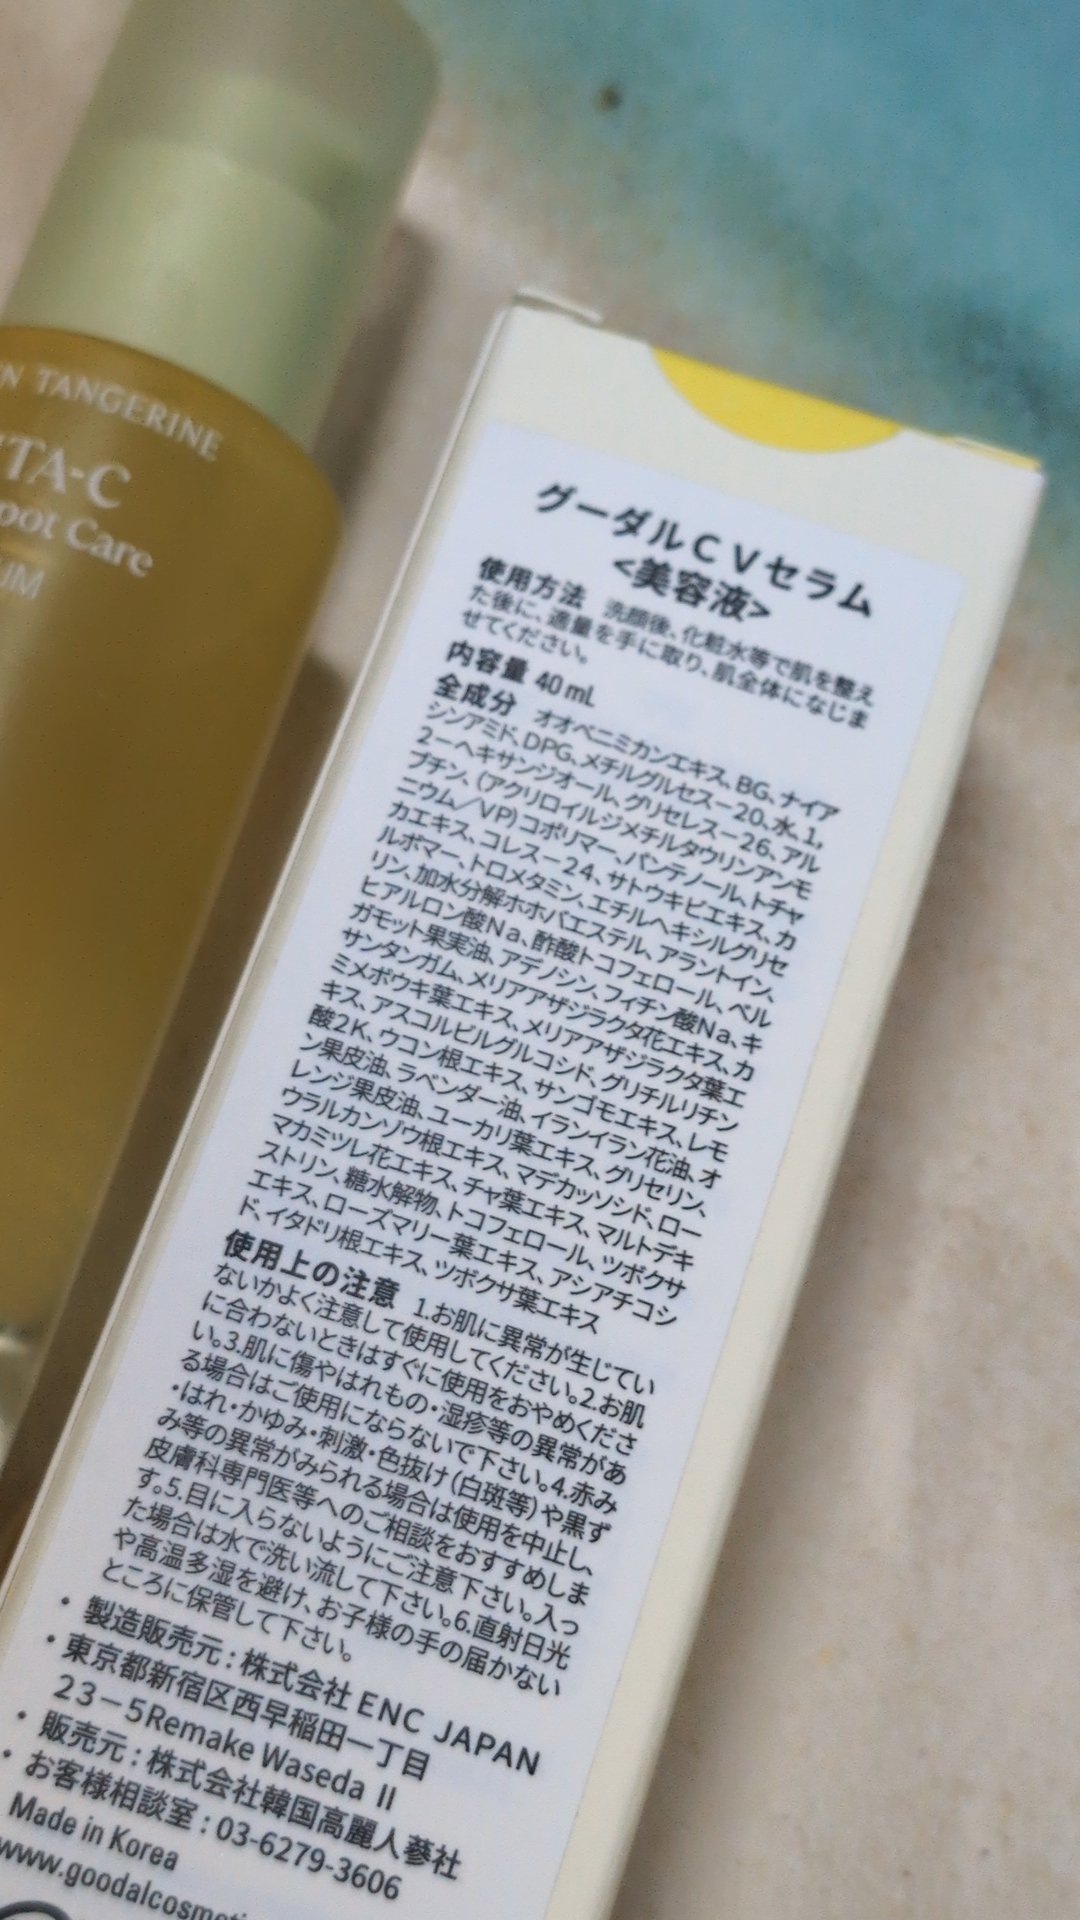 TANGERINE
TA-C
pot Care
UM
グーダルCVセラム
<美容液>
使用方法 洗顔後、化粧水等で肌を整え
た後に、適量を手に取り、肌全体になじま
せてください。
内容量 40mL
全成分 オオベニミカンエキス、BG、ナイア
シンアミド、DPG、メチルグルセス－20、水、1,
2－ヘキサンジオール、グリセレス－26、アル
ブチン、(アクリロイルジメチルタウリンアンモ
ニウム／VP)コポリマー、パンテノール、トチャ
カエキス、コレス－24、サトウキビエキス、カ
ルボマー、トロメタミン、エチルヘキシルグリセ
リン、加水分解ホホバエステル、アラントイン、
ヒアルロン酸Na、酢酸トコフェロール、ベル
ガモット果実油、アデノシン、フィチン酸Na、キ
サンタンガム、メリアアザジラクタ花エキス、カ
ミメボウキ葉エキス、メリアアザジラクタ葉エ
キス、アスコルビルグルコシド、グリチルリチン
酸2K、ウコン根エキス、サンゴモエキス、レモ
ン果皮油、ラベンダー油、イランイラン花油、オ
レンジ果皮油、ユーカリ葉エキス、グリセリン、
ウラルカンゾウ根エキス、マデカッソシド、ロー
マカミツレ花エキス、チャ葉エキス、マルトデキ
ストリン、糖水解物、トコフェロール、ツボクサ
エキス、ローズマリー葉エキス、アシアチコシ
ド、イタドリ根エキス、ツボクサ葉エキス
使用上の注意 1.お肌に異常が生じてい
ないかよく注意して使用してください。2.お肌
に合わないときはすぐに使用をおやめくださ
い。3.肌に傷やはれもの・湿疹等の異常があ
る場合はご使用にならないで下さい。4.赤み
・はれ・かゆみ・刺激・色抜け(白斑等)や黒ず
み等の異常がみられる場合は使用を中止し、
皮膚科専門医等へのご相談をおすすめしま
す。5.目に入らないようにご注意下さい。入っ
た場合は水で洗い流して下さい。6.直射日光
や高温多湿を避け、お子様の手の届かない
ところに保管して下さい。
・製造販売元：株式会社 ENC JAPAN
・東京都新宿区西早稲田一丁目
23－5Remake Waseda II
・販売元：株式会社韓国高麗人蔘社
・お客様相談室：03-6279-3606
Made in Korea
www.goodalcosmeti